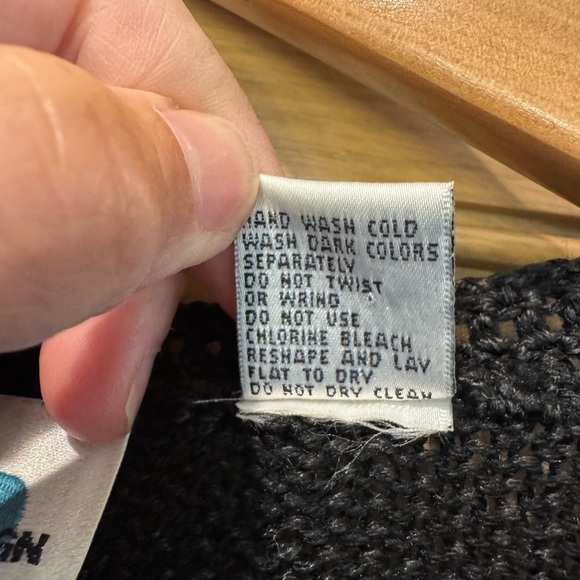 HAND WASH COLD
WASH DARK COLORS
SEPARATELY
DO NOT TWIST
OR WRING
DO NOT USE
CHLORINE BLEACH
RESHAPE AND LAY
FLAT TO DRY
DO NOT DRY CLEAN